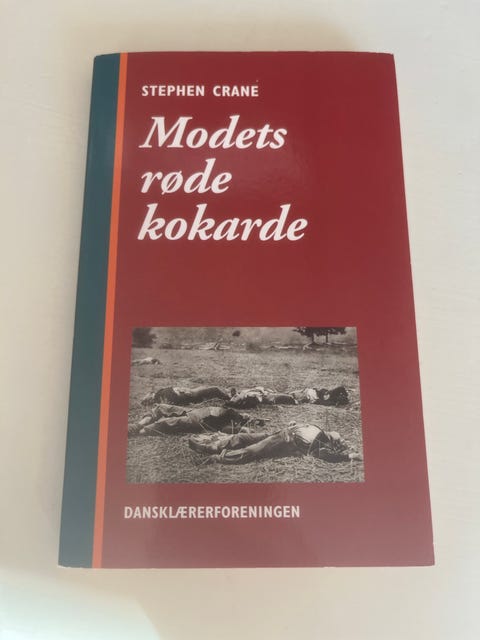 STEPHEN CRANE
Modets
røde
kokarde
DANSKLÆRERFORENINGEN